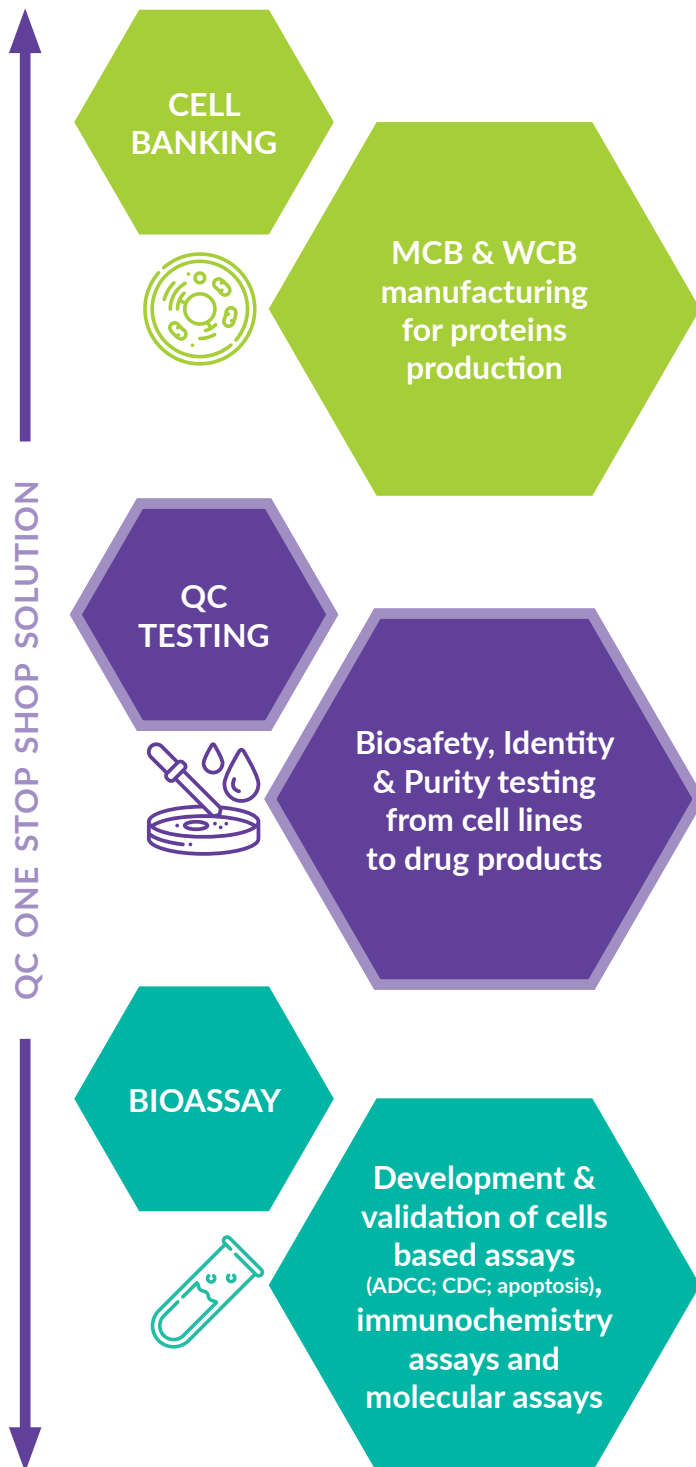 CELL
BANKING
MCB & WCB
manufacturing
for proteins
production
QC ONE STOP SHOP SOLUTION
QC
TESTING
Biosafety, Identity
& Purity testing
from cell lines
to drug products
BIOASSAY
Development &
validation of cells
based assays
(ADCC; CDC; apoptosis),
immunochemistry
assays and
molecular assays